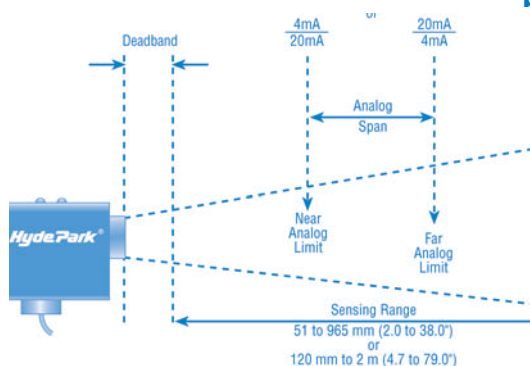 or
Deadband
4mA
20mA
20mA
4mA
Analog
Span
HydePark®
Near
Analog
Limit
Far
Analog
Limit
Sensing Range
51 to 965 mm (2.0 to 38.0")
or
120 mm to 2 m (4.7 to 79.0")